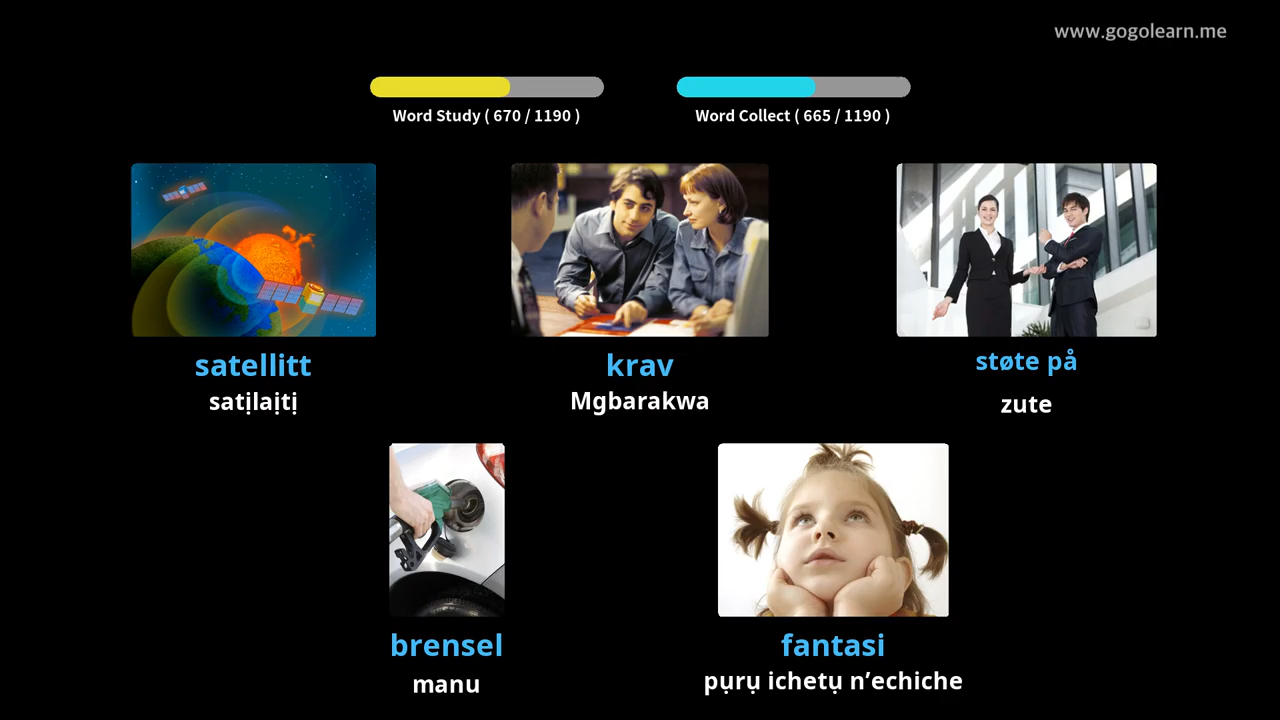 www.gogolearn.me
Word Study ( 670 / 1190 )
Word Collect ( 665 / 1190 )
satellitt
satịlaịtị
krav
Mgbarakwa
støte på
zute
brensel
manu
fantasi
pụrụ ichetụ n’echiche